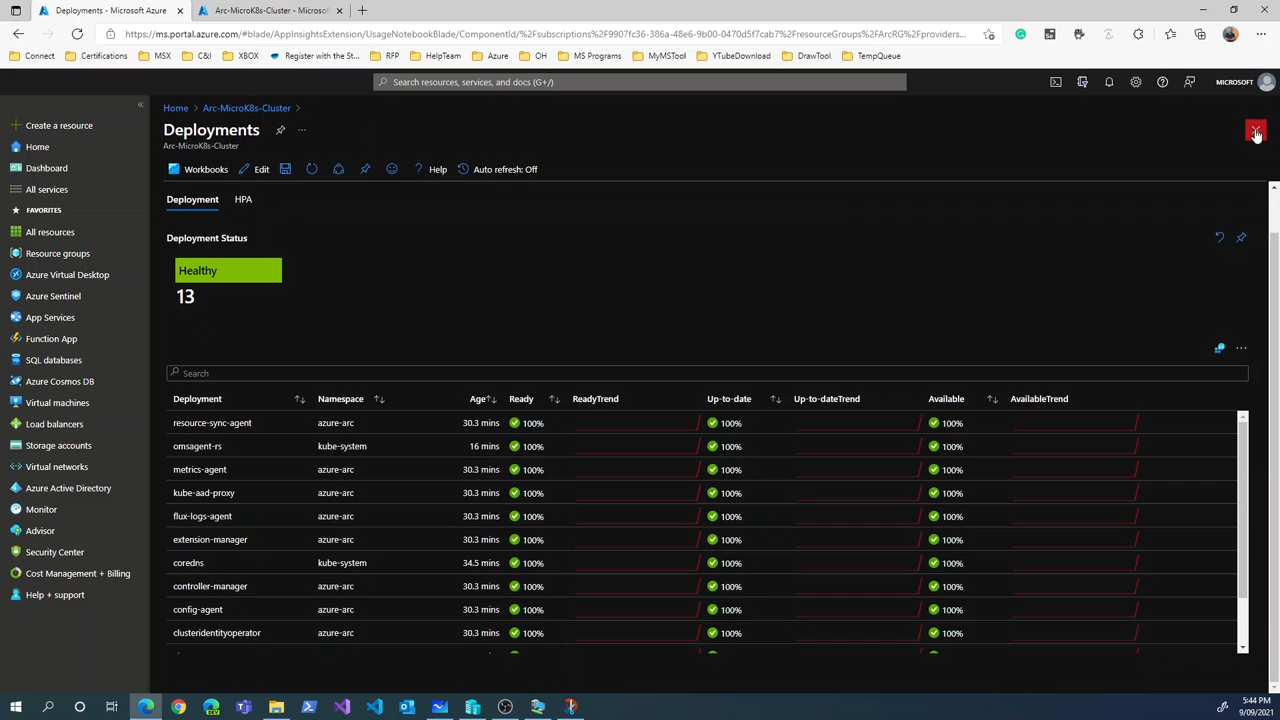 Deployments - Microsoft Azure
Arc-MicroK8s-Cluster - Microsof
https://ms.portal.azure.com/#blade/AppInsightsExtension/UsageNotebookBlade/ComponentId/%2Fsubscriptions%2F9907fc36-386a-48e6-9b00-0470d5f7cab7%2FresourceGroups%2FArcRG%2Fproviders...
Connect Certifications MSX C&I XBOX Register with the St... RFP HelpTeam Azure OH MS Programs MyMSTool YTubeDownload DrawTool TempQueue
Search resources, services, and docs (G+/)
MICROSOFT
Create a resource
Home
Dashboard
All services
FAVORITES
All resources
Resource groups
Azure Virtual Desktop
Azure Sentinel
App Services
Function App
SQL databases
Azure Cosmos DB
Virtual machines
Load balancers
Storage accounts
Virtual networks
Azure Active Directory
Monitor
Advisor
Security Center
Cost Management + Billing
Help + support
Home > Arc-MicroK8s-Cluster >
Deployments
Arc-MicroK8s-Cluster
Workbooks Edit Help Auto refresh: Off
Deployment HPA
Deployment Status
Healthy
13
Search
Deployment Namespace Age Ready ReadyTrend Up-to-date Up-to-dateTrend Available AvailableTrend
resource-sync-agent azure-arc 30.3 mins 100% 100% 100%
omsagent-rs kube-system 16 mins 100% 100% 100%
metrics-agent azure-arc 30.3 mins 100% 100% 100%
kube-aad-proxy azure-arc 30.3 mins 100% 100% 100%
flux-logs-agent azure-arc 30.3 mins 100% 100% 100%
extension-manager azure-arc 30.3 mins 100% 100% 100%
coredns kube-system 34.5 mins 100% 100% 100%
controller-manager azure-arc 30.3 mins 100% 100% 100%
config-agent azure-arc 30.3 mins 100% 100% 100%
clusteridentityoperator azure-arc 30.3 mins 100% 100% 100%
5:44 PM
9/09/2021